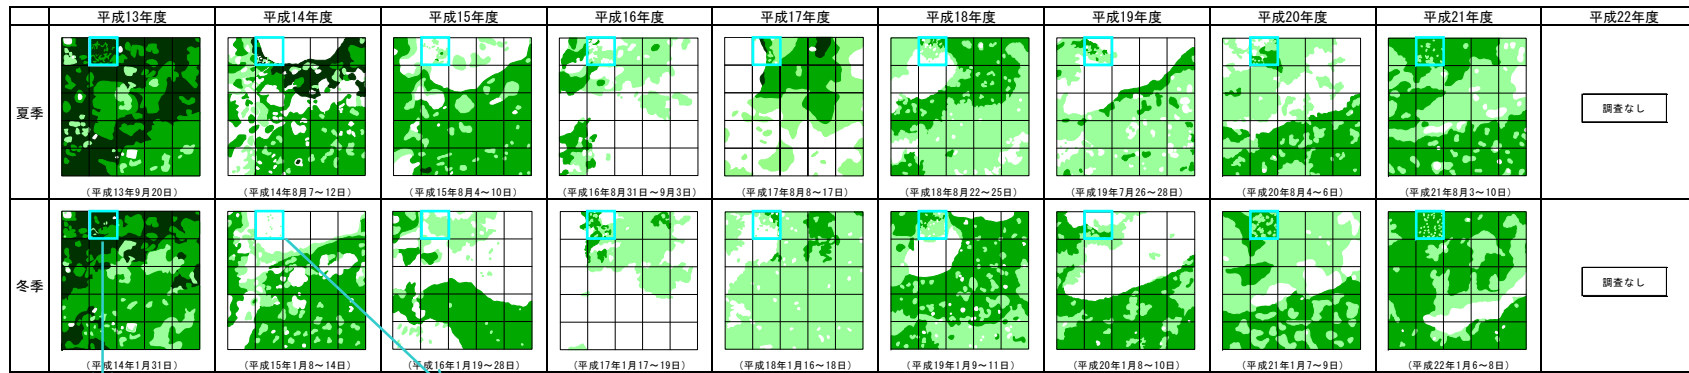 平成13年度 平成14年度 平成15年度 平成16年度 平成17年度 平成18年度 平成19年度 平成20年度 平成21年度 平成22年度
夏季
調査なし
(平成13年9月20日) (平成14年8月7～12日) (平成15年8月4～10日) (平成16年8月31日～9月3日) (平成17年8月8～17日) (平成18年8月22～25日) (平成19年7月26～28日) (平成20年8月4～6日) (平成21年8月3～10日)
冬季
調査なし
(平成14年1月31日) (平成15年1月8～14日) (平成16年1月19～28日) (平成17年1月17～19日) (平成18年1月16～18日) (平成19年1月9～11日) (平成20年1月8～10日) (平成21年1月7～9日) (平成22年1月6～8日)